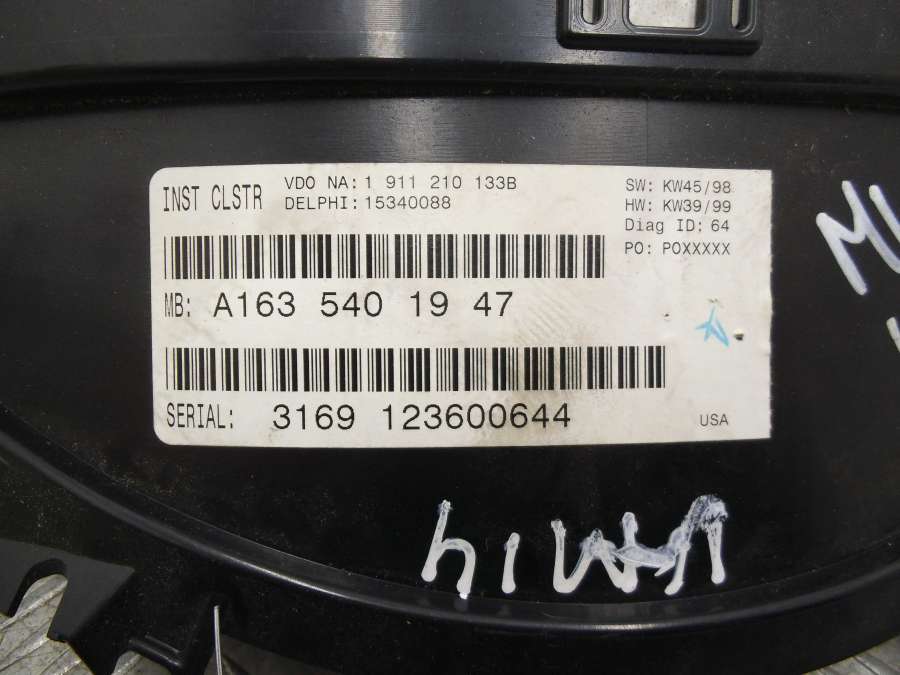 INST CLSTR
VDO NA: 1 911 210 133B
DELPHI: 15340088
SW: KW45/98
HW: KW39/99
Diag ID: 64
PO: POXXXXX
MB: A163 540 19 47
SERIAL: 3169 123600644
USA